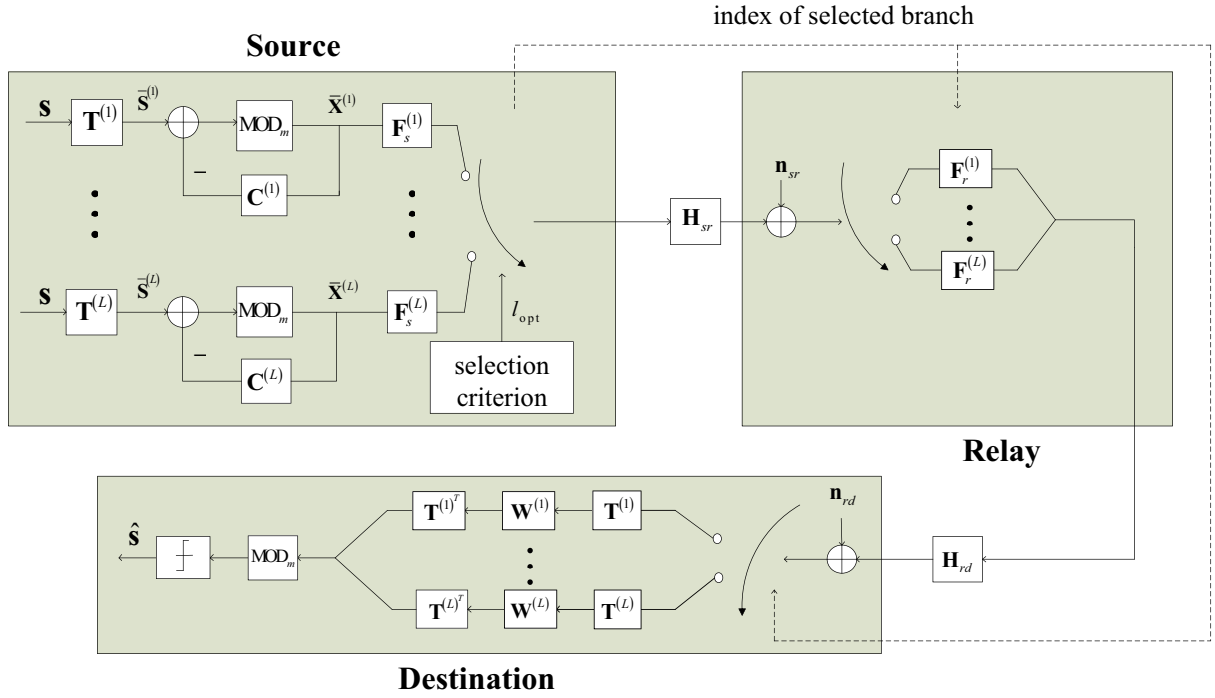 index of selected branch
Source
s T^(1) s̄^(1) MOD_m x̄^(1) F_s^(1)
− C^(1)
s T^(L) s̄^(L) MOD_m x̄^(L) F_s^(L)
− C^(L)
l_opt
selection
criterion
H_sr
n_sr
F_r^(1)
F_r^(L)
Relay
n_rd
H_rd
ŝ MOD_m T^(1)^T W^(1) T^(1)
T^(L)^T W^(L) T^(L)
Destination